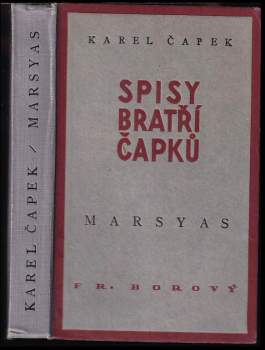 KAREL ČAPEK / MARSYAS
KAREL ČAPEK
SPISY
BRATŘÍ
ČAPKŮ
MARSYAS
FR. BOROVÝ